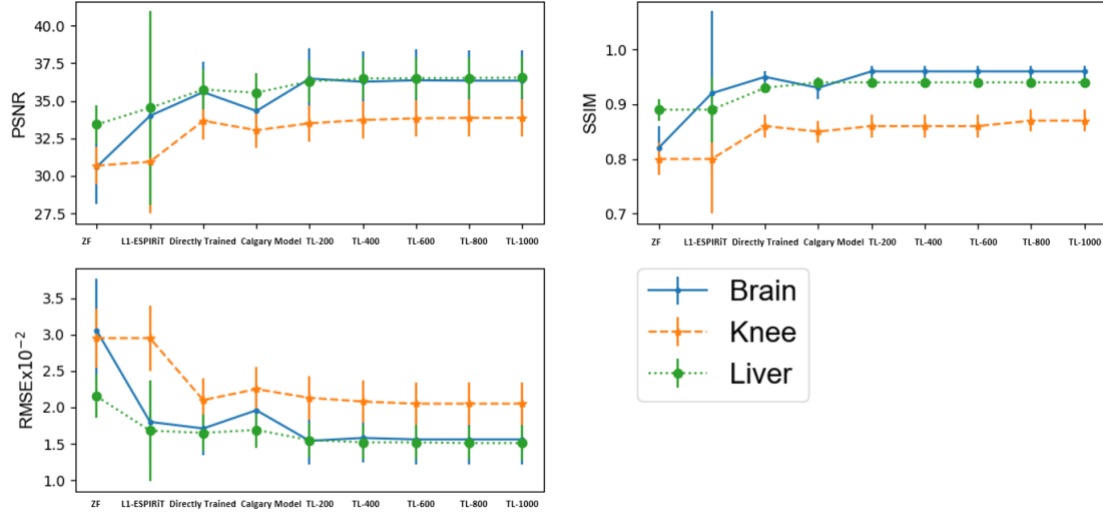 PSNR
40.0
37.5
35.0
32.5
30.0
27.5
ZF L1-ESPIRiT Directly Trained Calgary Model TL-200 TL-400 TL-600 TL-800 TL-1000
SSIM
1.0
0.9
0.8
0.7
ZF L1-ESPIRiT Directly Trained Calgary Model TL-200 TL-400 TL-600 TL-800 TL-1000
RMSEx10⁻²
3.5
3.0
2.5
2.0
1.5
1.0
ZF L1-ESPIRiT Directly Trained Calgary Model TL-200 TL-400 TL-600 TL-800 TL-1000
Brain
Knee
Liver